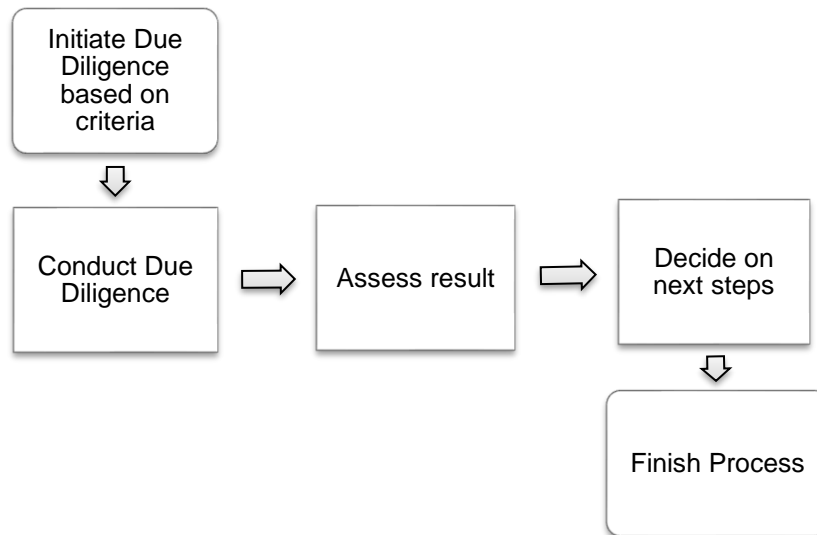 Initiate Due
Diligence
based on
criteria
Conduct Due
Diligence
Assess result
Decide on
next steps
Finish Process